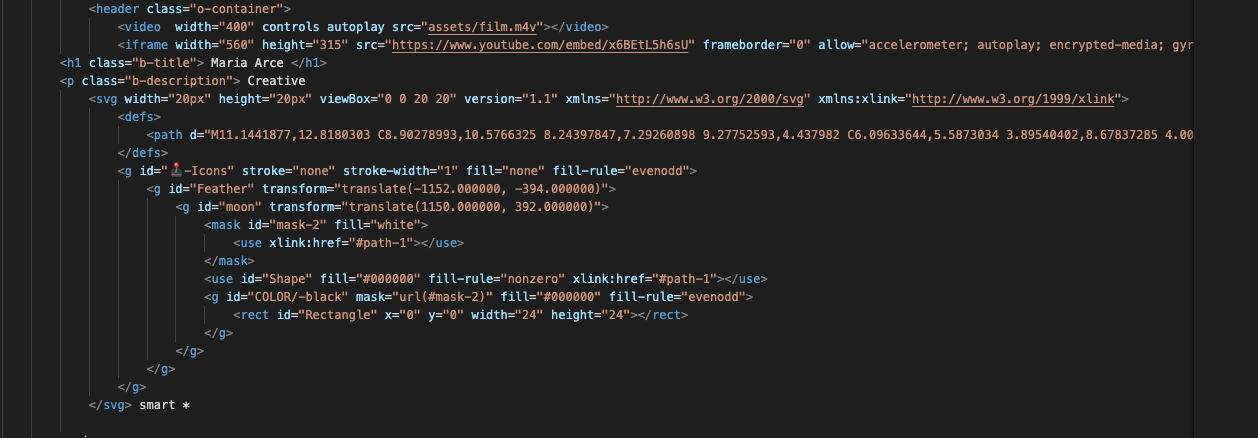 <header class="o-container">
<video  width="400" controls autoplay src="assets/film.m4v"></video>
<iframe width="560" height="315" src="https://www.youtube.com/embed/x6BEtL5h6sU" frameborder="0" allow="accelerometer; autoplay; encrypted-media; gyr
<h1 class="b-title"> Maria Arce </h1>
<p class="b-description"> Creative
<svg width="20px" height="20px" viewBox="0 0 20 20" version="1.1" xmlns="http://www.w3.org/2000/svg" xmlns:xlink="http://www.w3.org/1999/xlink">
<defs>
<path d="M11.1441877,12.8180303 C8.90278993,10.5766325 8.24397847,7.29260898 9.27752593,4.437982 C6.09633644,5.5873034 3.89540402,8.67837285 4.00
</defs>
<g id="🕹-Icons" stroke="none" stroke-width="1" fill="none" fill-rule="evenodd">
<g id="Feather" transform="translate(-1152.000000, -394.000000)">
<g id="moon" transform="translate(1150.000000, 392.000000)">
<mask id="mask-2" fill="white">
<use xlink:href="#path-1"></use>
</mask>
<use id="Shape" fill="#000000" fill-rule="nonzero" xlink:href="#path-1"></use>
<g id="COLOR/-black" mask="url(#mask-2)" fill="#000000" fill-rule="evenodd">
<rect id="Rectangle" x="0" y="0" width="24" height="24"></rect>
</g>
</g>
</g>
</g>
</svg> smart *